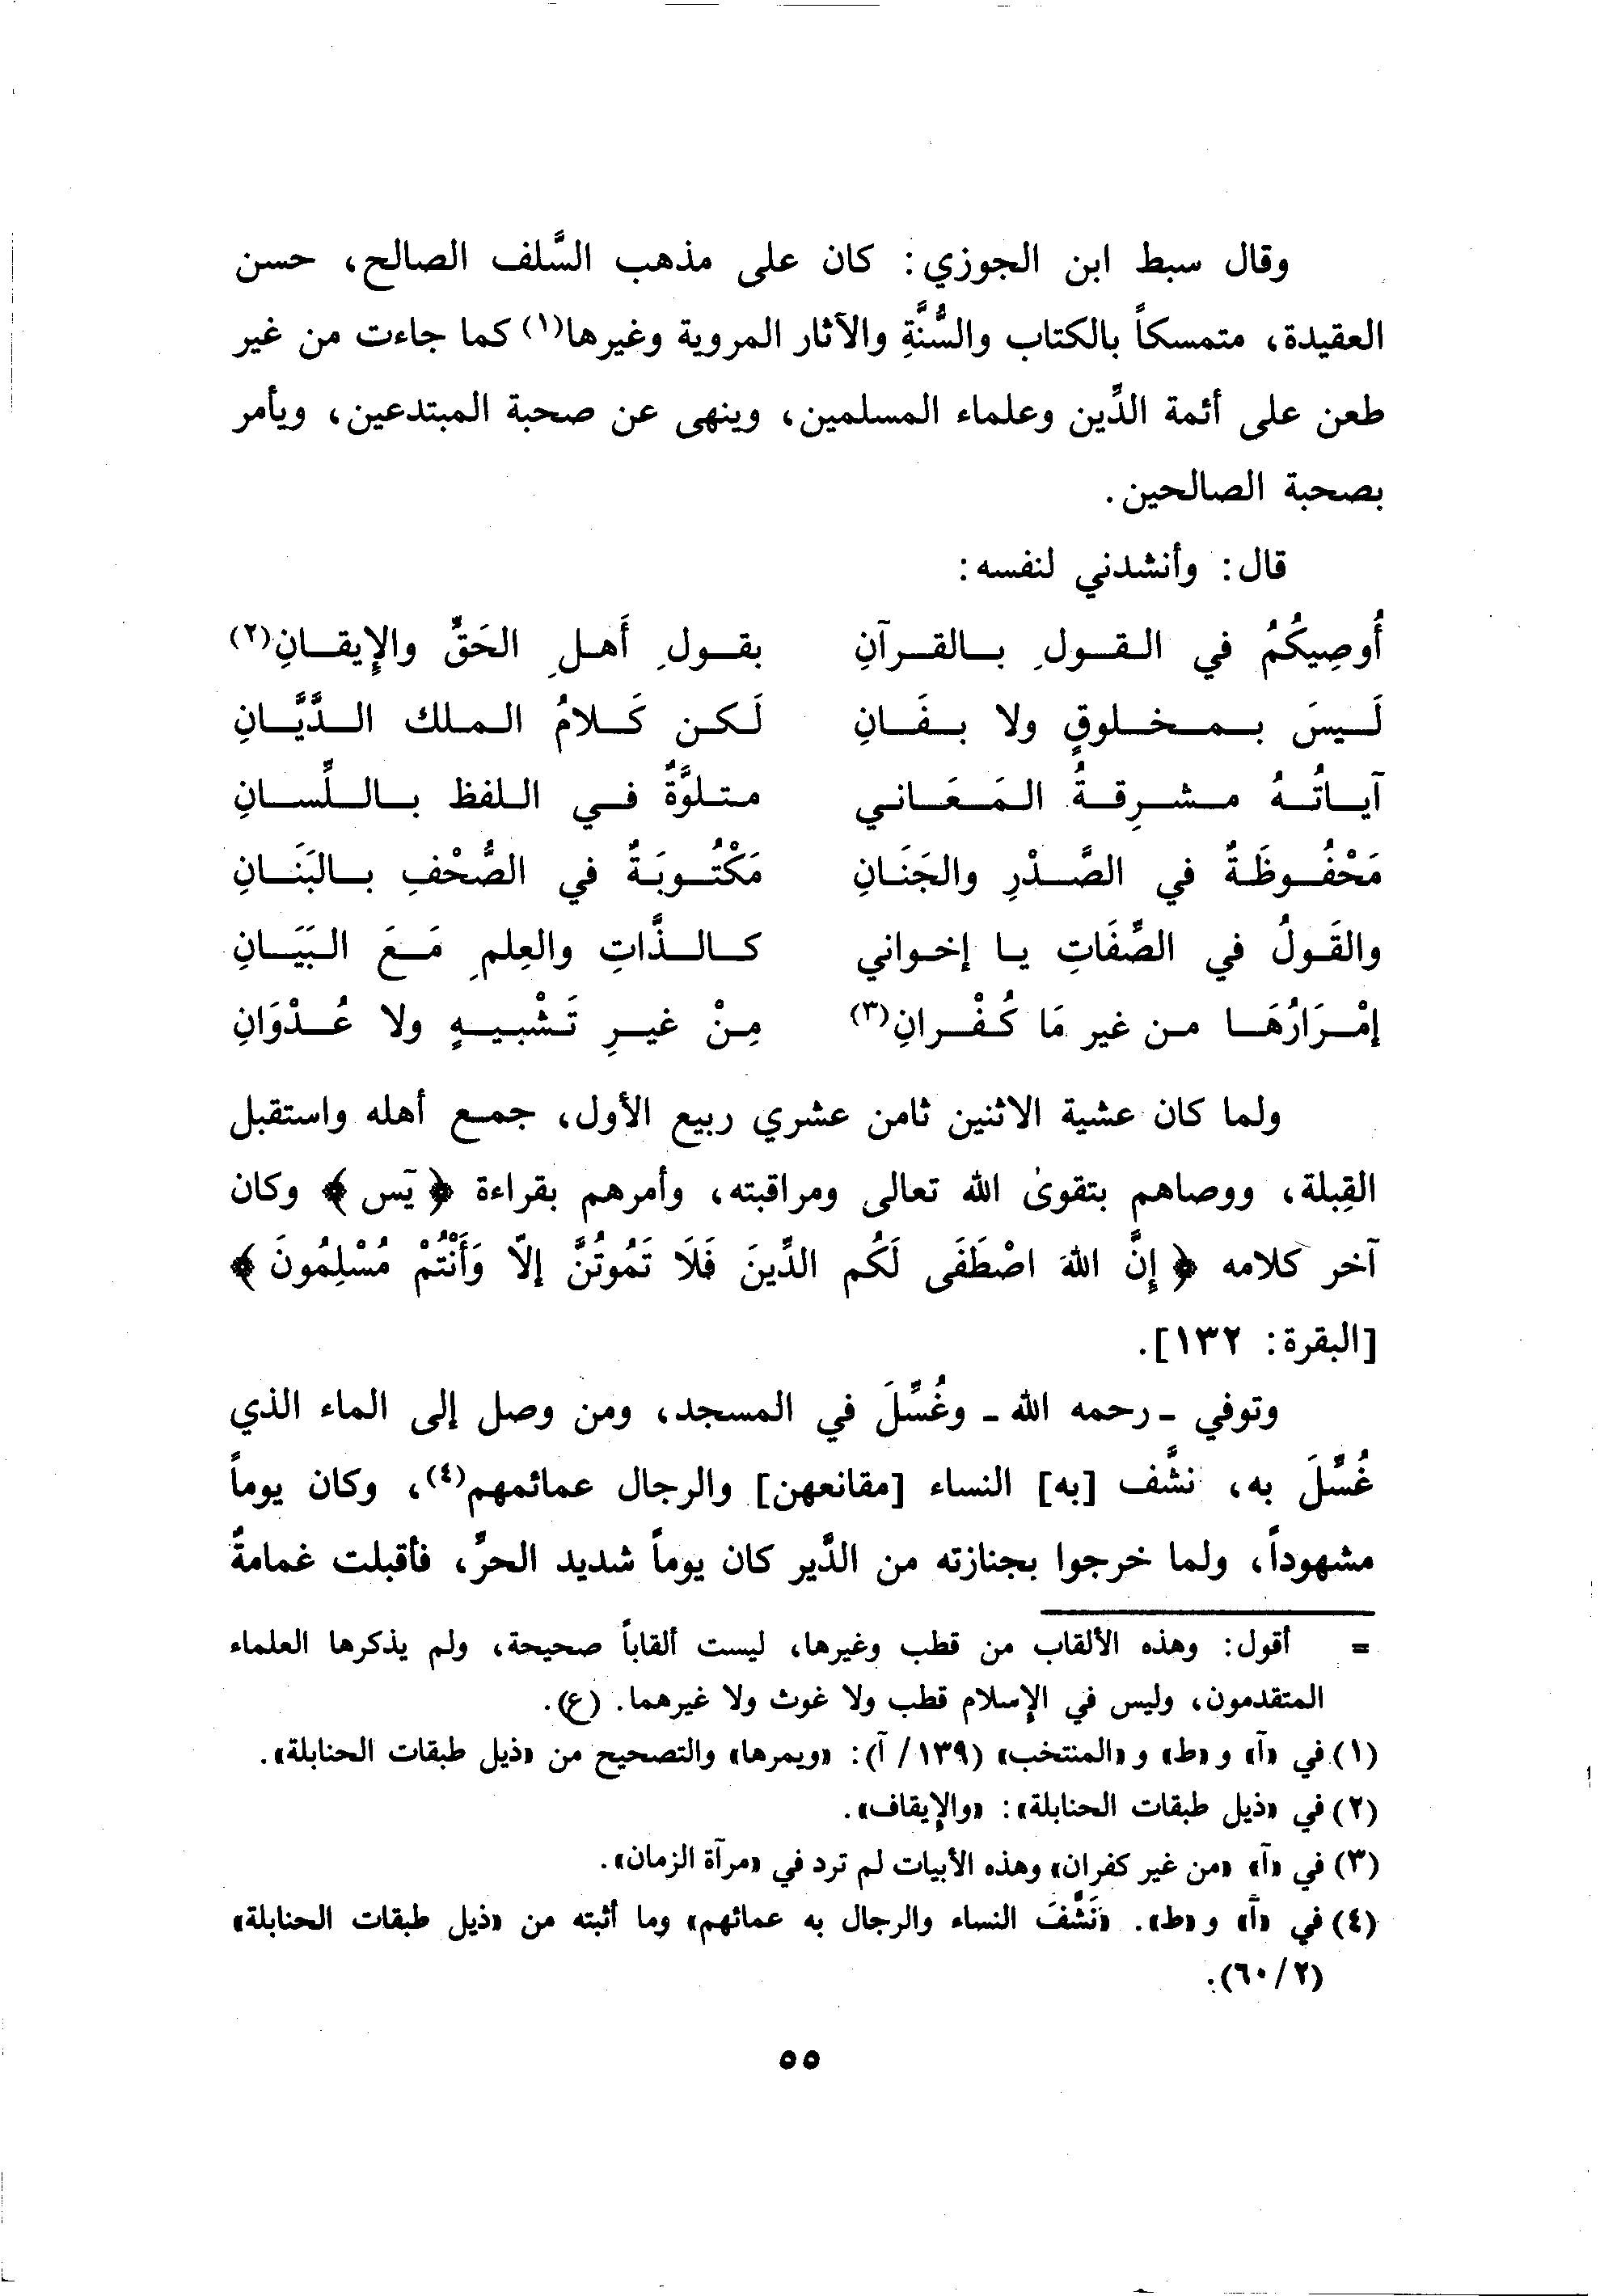 وقال سبط ابن الجوزي: كان على مذهب السَّلف الصالح، حسن
العقيدة، متمسكاً بالكتاب والسُّنَّةِ والآثار المروية وغيرها(١) كما جاءت من غير
طعن على أئمة الدِّين وعلماء المسلمين، وينهى عن صحبة المبتدعين، ويأمر
بصحبة الصالحين.
قال: وأنشدني لنفسه:
أُوصِيكُمُ في القولِ بالقرآنِ بقولِ أَهلِ الحَقِّ والإيقانِ(٢)
لَيسَ بمخلوقٍ ولا بفَانِ لَكن كَلامُ الملك الدَّيَّانِ
آياتُهُ مشرِقةُ المَعَاني متلوَّةٌ في اللفظ باللِّسانِ
مَحْفُوظَةٌ في الصَّدْرِ والجَنَانِ مَكْتُوبَةٌ في الصُّحْفِ بالبَنَانِ
والقَولُ في الصِّفَاتِ يا إخواني كالذَّاتِ والعِلمِ مَعَ البَيَانِ
إمْرَارُهَا من غير مَا كُفْرانِ(٣) مِنْ غيرِ تَشْبيهٍ ولا عُدْوَانِ
ولما كان عشية الاثنين ثامن عشري ربيع الأول، جمع أهله واستقبل
القِبلة، ووصاهم بتقوىٰ الله تعالى ومراقبته، وأمرهم بقراءة ﴿يَس﴾ وكان
آخر كلامه ﴿إِنَّ اللهَ اصْطَفَى لَكُم الدِّينَ فَلَا تَمُوتُنَّ إلاّ وَأَنْتُمْ مُسْلِمُونَ﴾
[البقرة: ١٣٢].
وتوفي ـ رحمه الله ـ وغُسِّلَ في المسجد، ومن وصل إلى الماء الذي
غُسِّلَ به، نشَّف [به] النساء [مقانعهن] والرجال عمائمهم(٤)، وكان يوماً
مشهوداً، ولما خرجوا بجنازته من الدَّير كان يوماً شديد الحرِّ، فأقبلت غمامةٌ
= أقول: وهذه الألقاب من قطب وغيرها، ليست ألقاباً صحيحة، ولم يذكرها العلماء
المتقدمون، وليس في الإسلام قطب ولا غوث ولا غيرهما. (ع).
(١) في «آ» و «ط» و «المنتخب» (١٣٩/ آ): «ويمرها» والتصحيح من «ذيل طبقات الحنابلة».
(٢) في «ذيل طبقات الحنابلة»: «والإيقاف».
(٣) في «آ» «من غير كفران» وهذه الأبيات لم ترد في «مرآة الزمان».
(٤) في «آ» و «ط». «نَشَّفَ النساء والرجال به عمائهم» وما أثبته من «ذيل طبقات الحنابلة»
(٦٠/٢).
٥٥